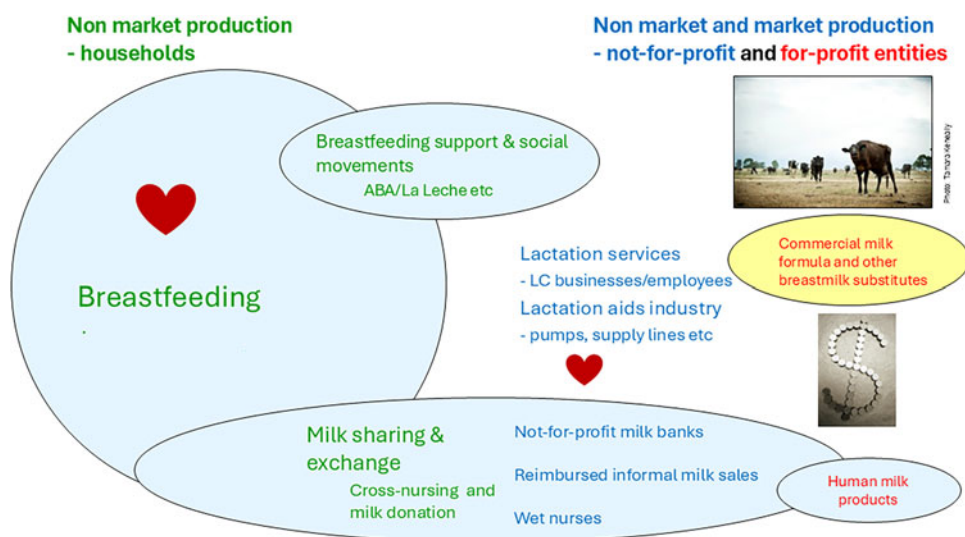 Non market production
- households
Non market and market production
- not-for-profit and for-profit entities
Breastfeeding support & social
movements
ABA/La Leche etc
Photo: Tamara Keneally
Breastfeeding
.
Lactation services
- LC businesses/employees
Lactation aids industry
- pumps, supply lines etc
Commercial milk
formula and other
breastmilk substitutes
$
Milk sharing &
exchange
Cross-nursing and
milk donation
Not-for-profit milk banks
Reimbursed informal milk sales
Wet nurses
Human milk
products